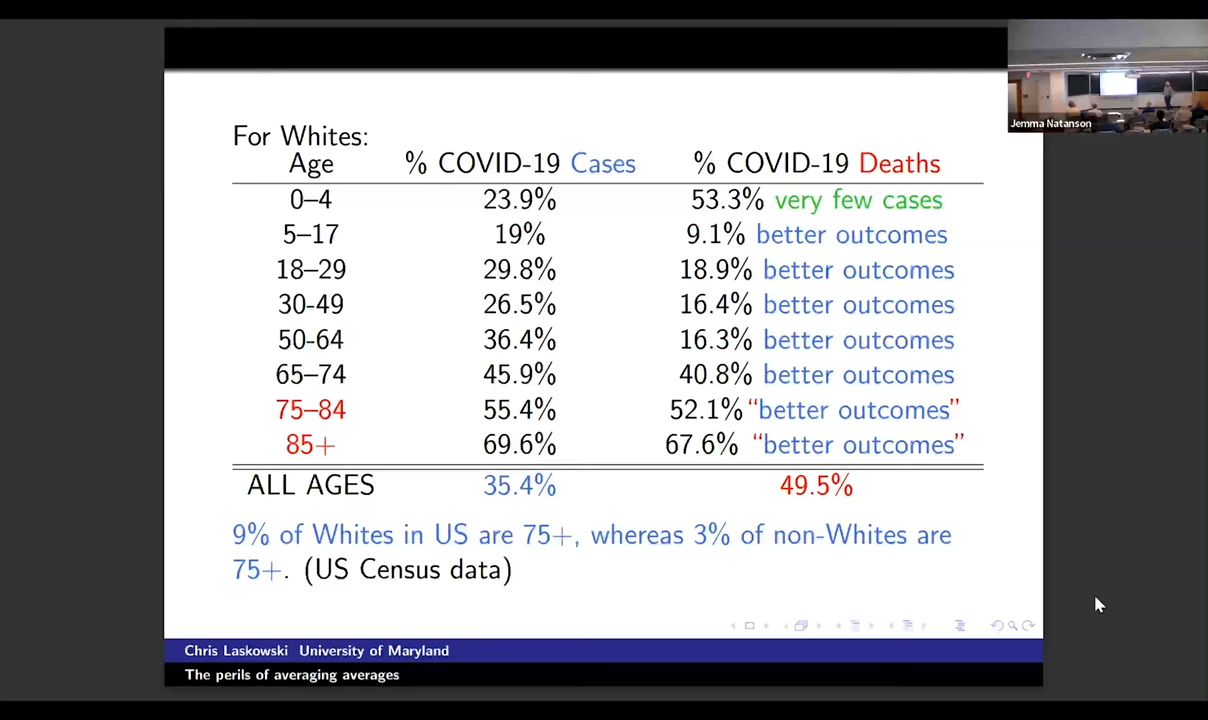 Jemma Natanson
For Whites:
Age % COVID-19 Cases % COVID-19 Deaths
0–4 23.9% 53.3% very few cases
5–17 19% 9.1% better outcomes
18–29 29.8% 18.9% better outcomes
30-49 26.5% 16.4% better outcomes
50-64 36.4% 16.3% better outcomes
65–74 45.9% 40.8% better outcomes
75–84 55.4% 52.1% “better outcomes”
85+ 69.6% 67.6% “better outcomes”
ALL AGES 35.4% 49.5%
9% of Whites in US are 75+, whereas 3% of non-Whites are
75+. (US Census data)
Chris Laskowski University of Maryland
The perils of averaging averages